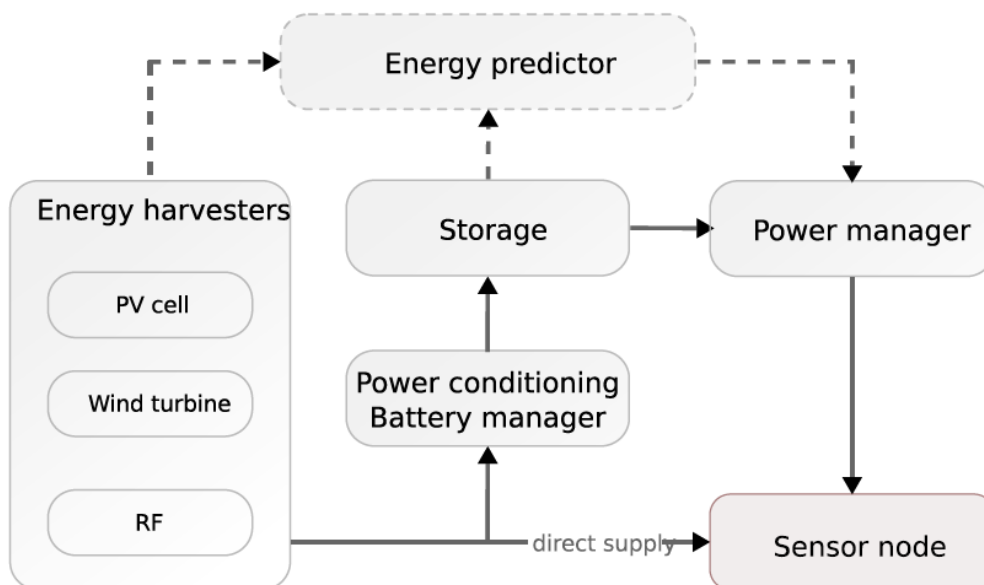 Energy predictor
Energy harvesters
Storage
Power manager
PV cell
Wind turbine
Power conditioning
Battery manager
RF
direct supply
Sensor node